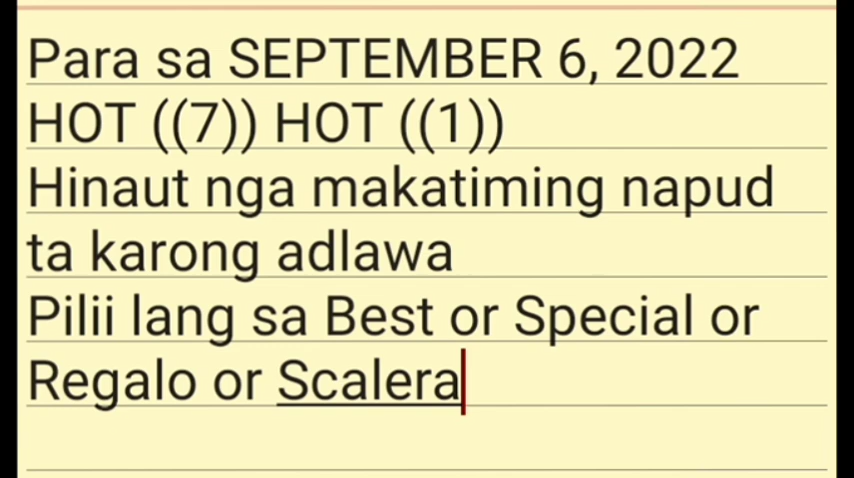 Para sa SEPTEMBER 6, 2022
HOT ((7)) HOT ((1))
Hinaut nga makatiming napud
ta karong adlawa
Pilii lang sa Best or Special or
Regalo or Scalera